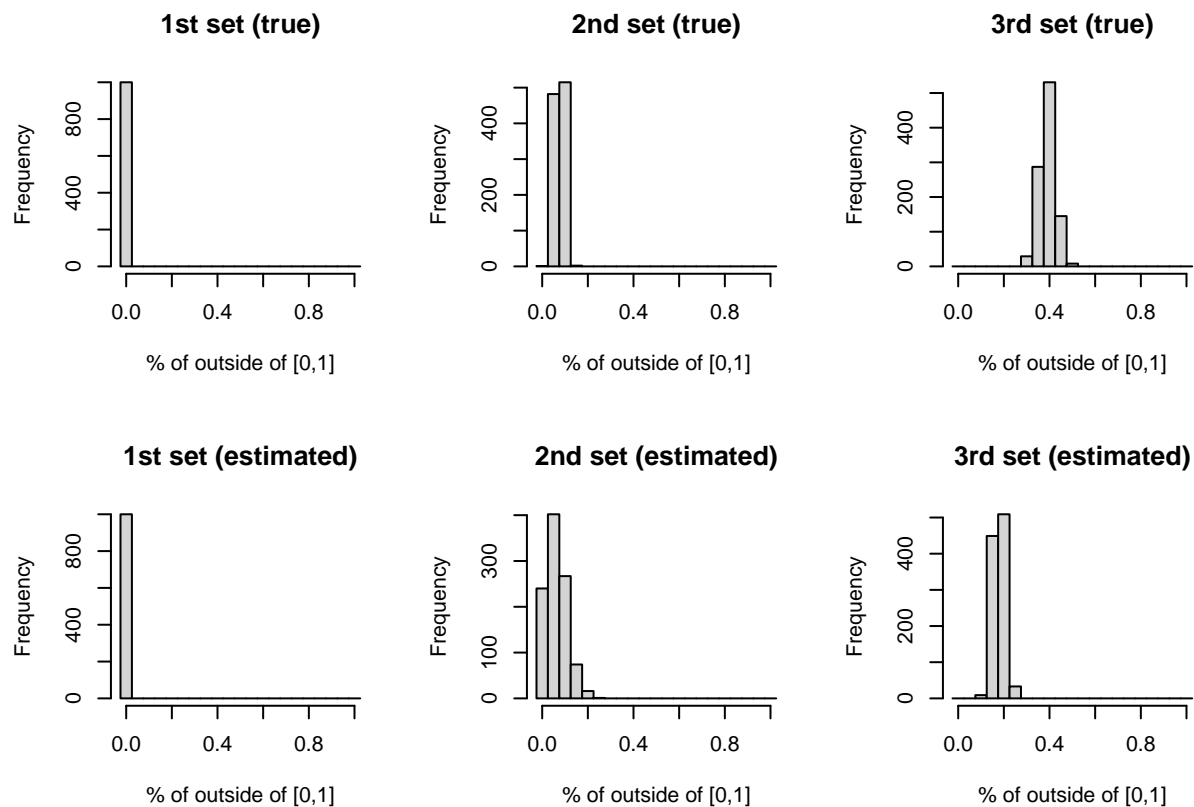 1st set (true)
2nd set (true)
3rd set (true)
Frequency
0
400
800
0.0
0.4
0.8
% of outside of [0,1]
Frequency
0
200
400
0.0
0.4
0.8
% of outside of [0,1]
Frequency
0
200
400
0.0
0.4
0.8
% of outside of [0,1]
1st set (estimated)
2nd set (estimated)
3rd set (estimated)
Frequency
0
400
800
0.0
0.4
0.8
% of outside of [0,1]
Frequency
0
100
300
0.0
0.4
0.8
% of outside of [0,1]
Frequency
0
200
400
0.0
0.4
0.8
% of outside of [0,1]